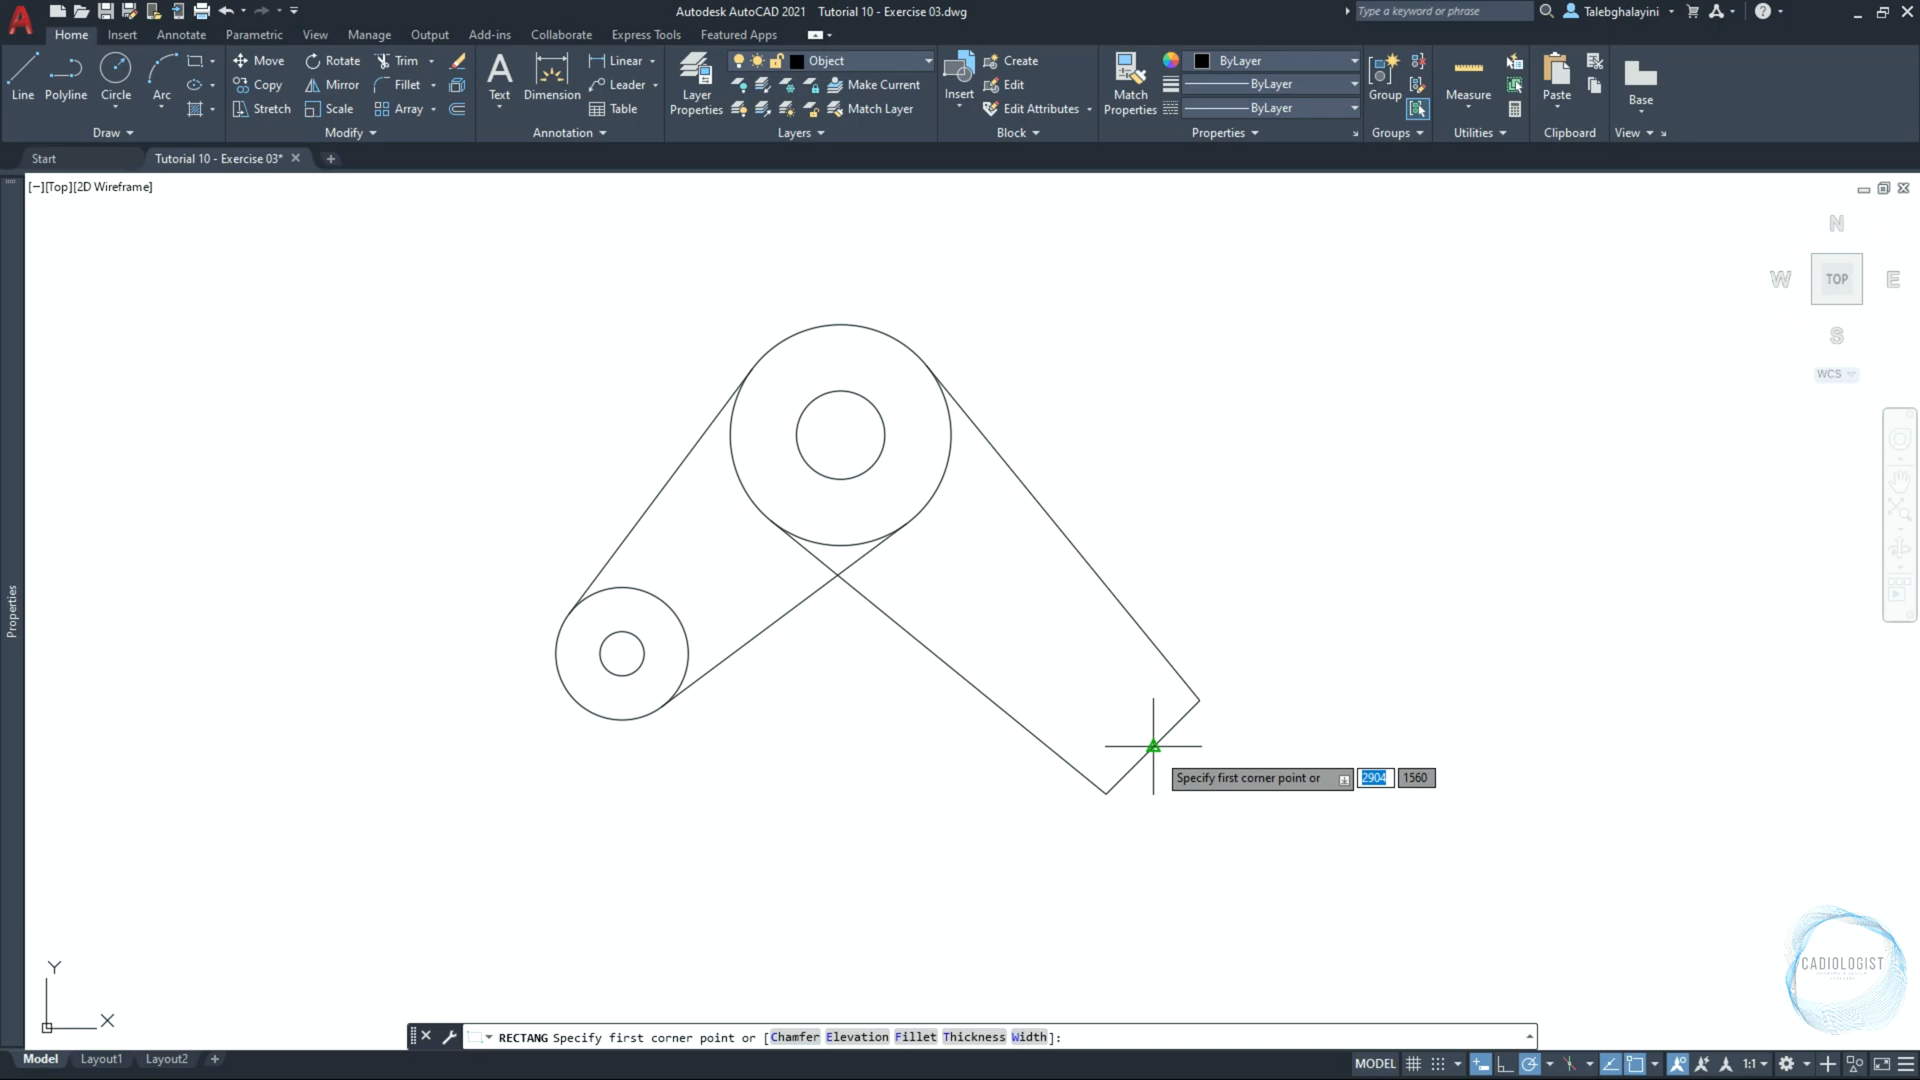 Autodesk AutoCAD 2021 Tutorial 10 - Exercise 03.dwg
Type a keyword or phrase
Talebghalayini
Home Insert Annotate Parametric View Manage Output Add-ins Collaborate Express Tools Featured Apps
Line Polyline Circle Arc
Draw
Move Rotate Trim
Copy Mirror Fillet
Stretch Scale Array
Modify
Text Dimension
Linear
Leader
Table
Annotation
Layer Properties
Object
Make Current
Match Layer
Layers
Insert
Create
Edit
Edit Attributes
Block
Match Properties
ByLayer
ByLayer
ByLayer
Properties
Group
Groups
Measure
Utilities
Paste
Clipboard
Base
View
Start Tutorial 10 - Exercise 03*
[−][Top][2D Wireframe]
N
W TOP E
S
WCS
Properties
Specify first corner point or 2904 1560
Y
X
CADIOLOGIST
RECTANG Specify first corner point or [Chamfer Elevation Fillet Thickness Width]:
Model Layout1 Layout2
MODEL 1:1